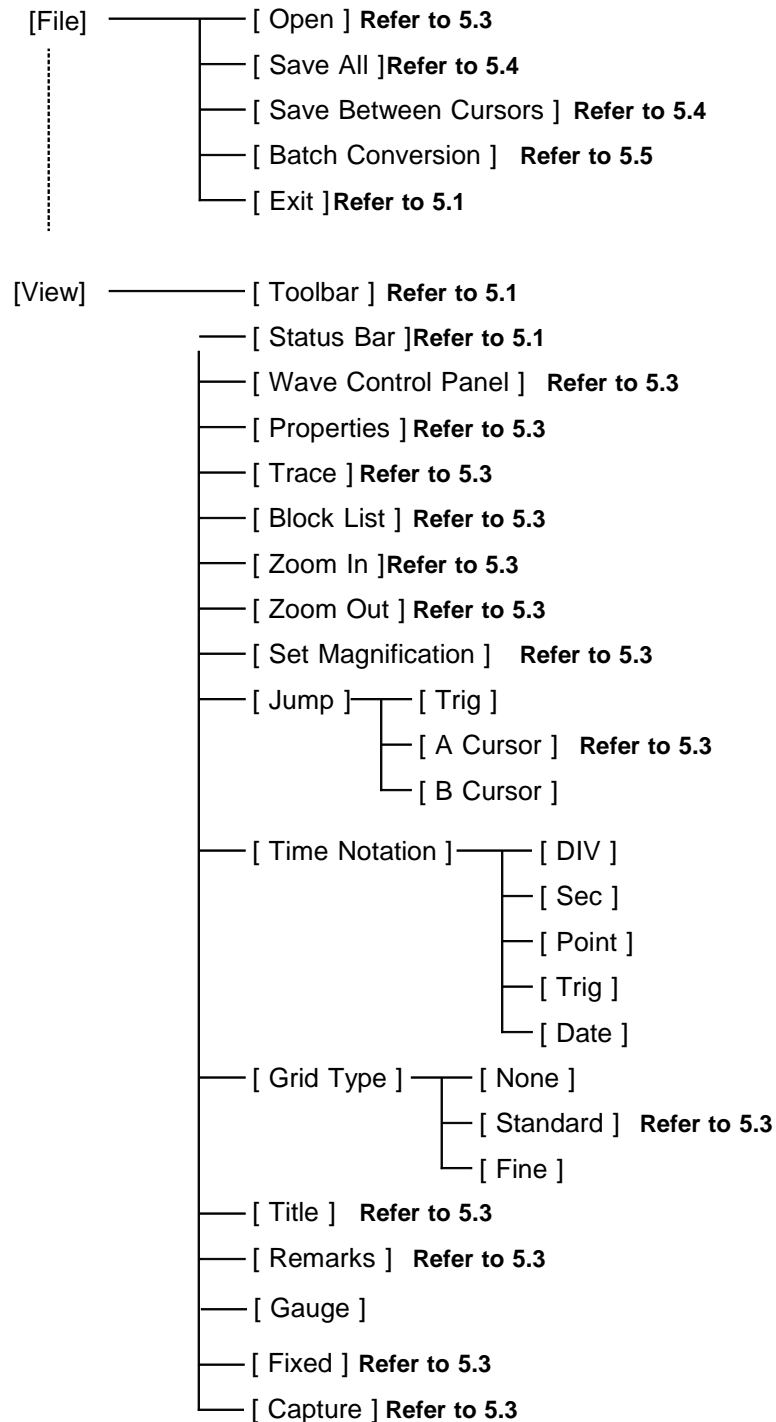 [File] [ Open ] Refer to 5.3
[ Save All ]Refer to 5.4
[ Save Between Cursors ] Refer to 5.4
[ Batch Conversion ] Refer to 5.5
[ Exit ]Refer to 5.1
[View] [ Toolbar ] Refer to 5.1
[ Status Bar ]Refer to 5.1
[ Wave Control Panel ] Refer to 5.3
[ Properties ] Refer to 5.3
[ Trace ] Refer to 5.3
[ Block List ] Refer to 5.3
[ Zoom In ]Refer to 5.3
[ Zoom Out ] Refer to 5.3
[ Set Magnification ] Refer to 5.3
[ Jump ] [ Trig ]
[ A Cursor ] Refer to 5.3
[ B Cursor ]
[ Time Notation ] [ DIV ]
[ Sec ]
[ Point ]
[ Trig ]
[ Date ]
[ Grid Type ] [ None ]
[ Standard ] Refer to 5.3
[ Fine ]
[ Title ] Refer to 5.3
[ Remarks ] Refer to 5.3
[ Gauge ]
[ Fixed ] Refer to 5.3
[ Capture ] Refer to 5.3